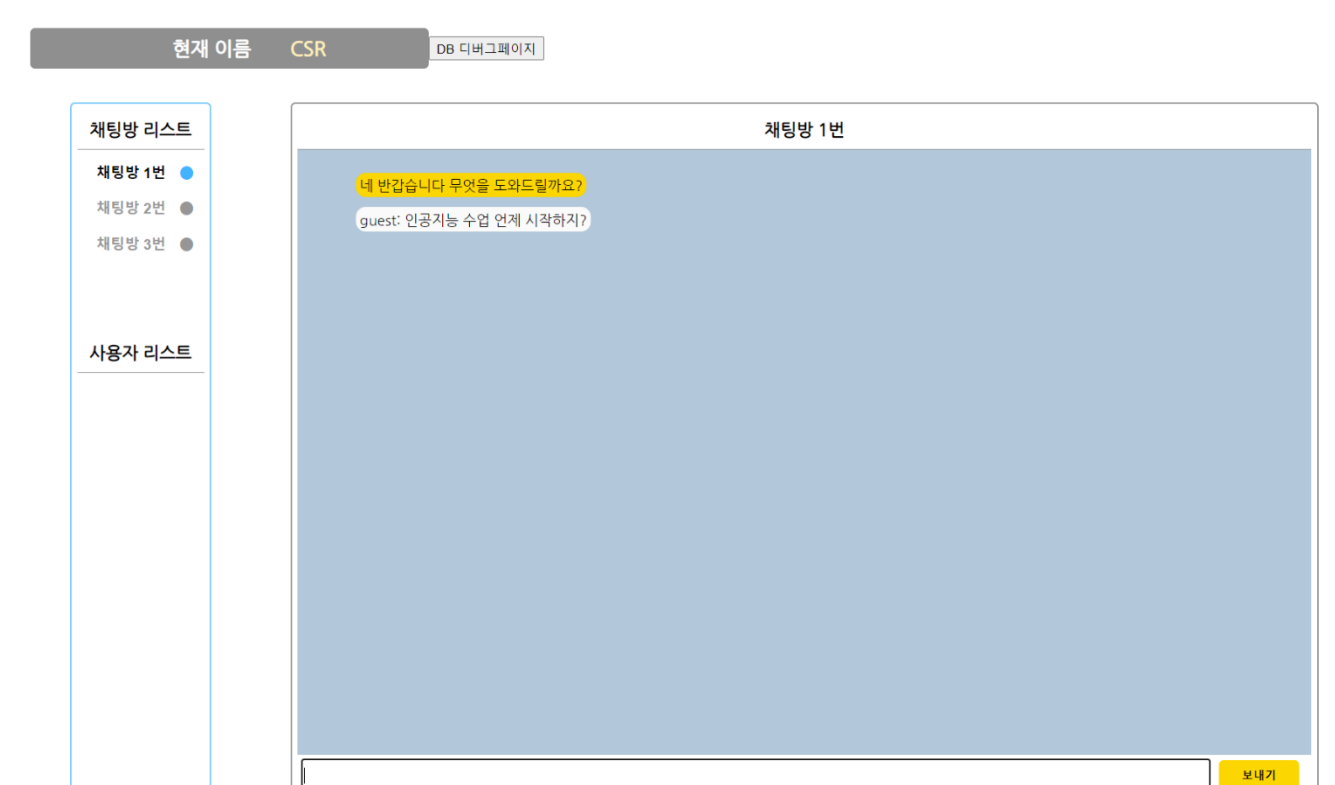 현재 이름 CSR DB 디버그페이지
채팅방 리스트
채팅방 1번
채팅방 2번
채팅방 3번
사용자 리스트
채팅방 1번
네 반갑습니다 무엇을 도와드릴까요?
guest: 인공지능 수업 언제 시작하지?
보내기